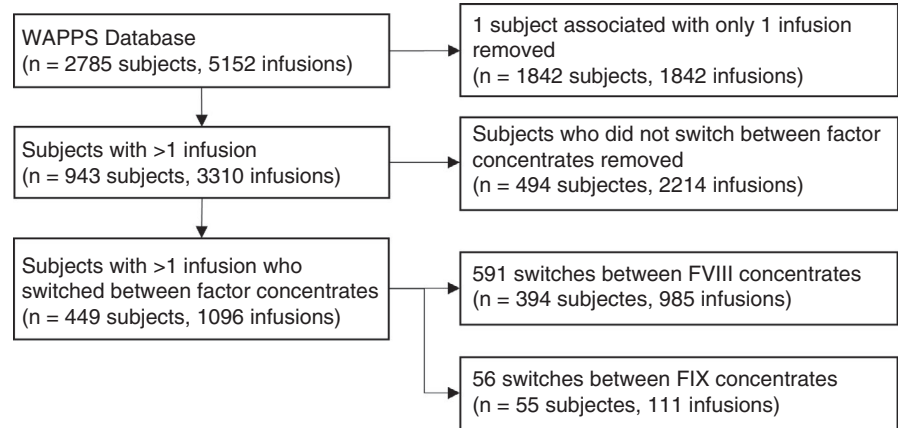 WAPPS Database
(n = 2785 subjects, 5152 infusions)
1 subject associated with only 1 infusion
removed
(n = 1842 subjects, 1842 infusions)
Subjects with >1 infusion
(n = 943 subjects, 3310 infusions)
Subjects who did not switch between factor
concentrates removed
(n = 494 subjectes, 2214 infusions)
Subjects with >1 infusion who
switched between factor concentrates
(n = 449 subjects, 1096 infusions)
591 switches between FVIII concentrates
(n = 394 subjectes, 985 infusions)
56 switches between FIX concentrates
(n = 55 subjectes, 111 infusions)